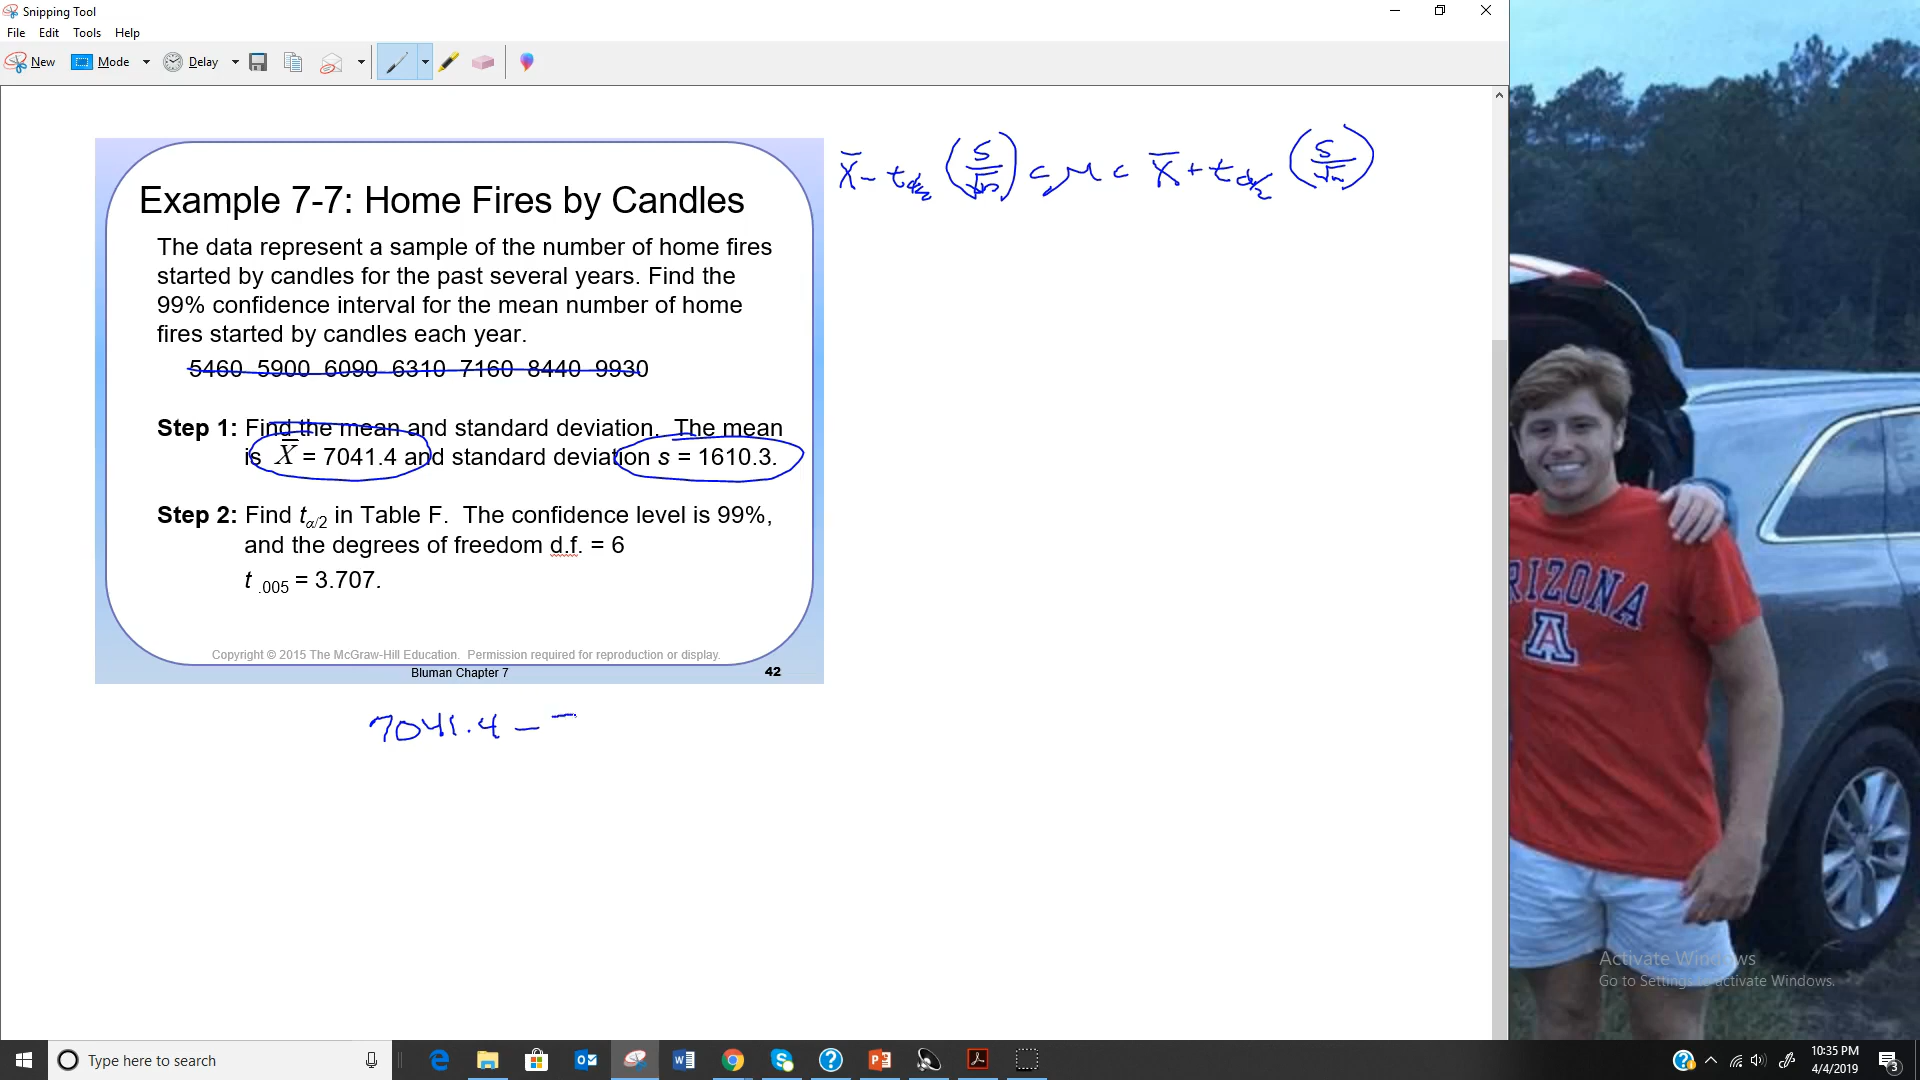 Snipping Tool
File Edit Tools Help
New Mode Delay
Example 7-7: Home Fires by Candles
The data represent a sample of the number of home fires
started by candles for the past several years. Find the
99% confidence interval for the mean number of home
fires started by candles each year.
5460 5900 6090 6310 7160 8440 9930
Step 1: Find the mean and standard deviation. The mean
is X̄ = 7041.4 and standard deviation s = 1610.3.
Step 2: Find tα/2 in Table F. The confidence level is 99%,
and the degrees of freedom d.f. = 6
t .005 = 3.707.
Copyright © 2015 The McGraw-Hill Education. Permission required for reproduction or display.
Bluman Chapter 7
42
X̄ - tα/2 (s/√n) < μ < X̄ + tα/2 (s/√n)
7041.4 –
RIZONA
A
Activate Windows
Go to Settings to activate Windows.
Type here to search
10:35 PM
4/4/2019
3